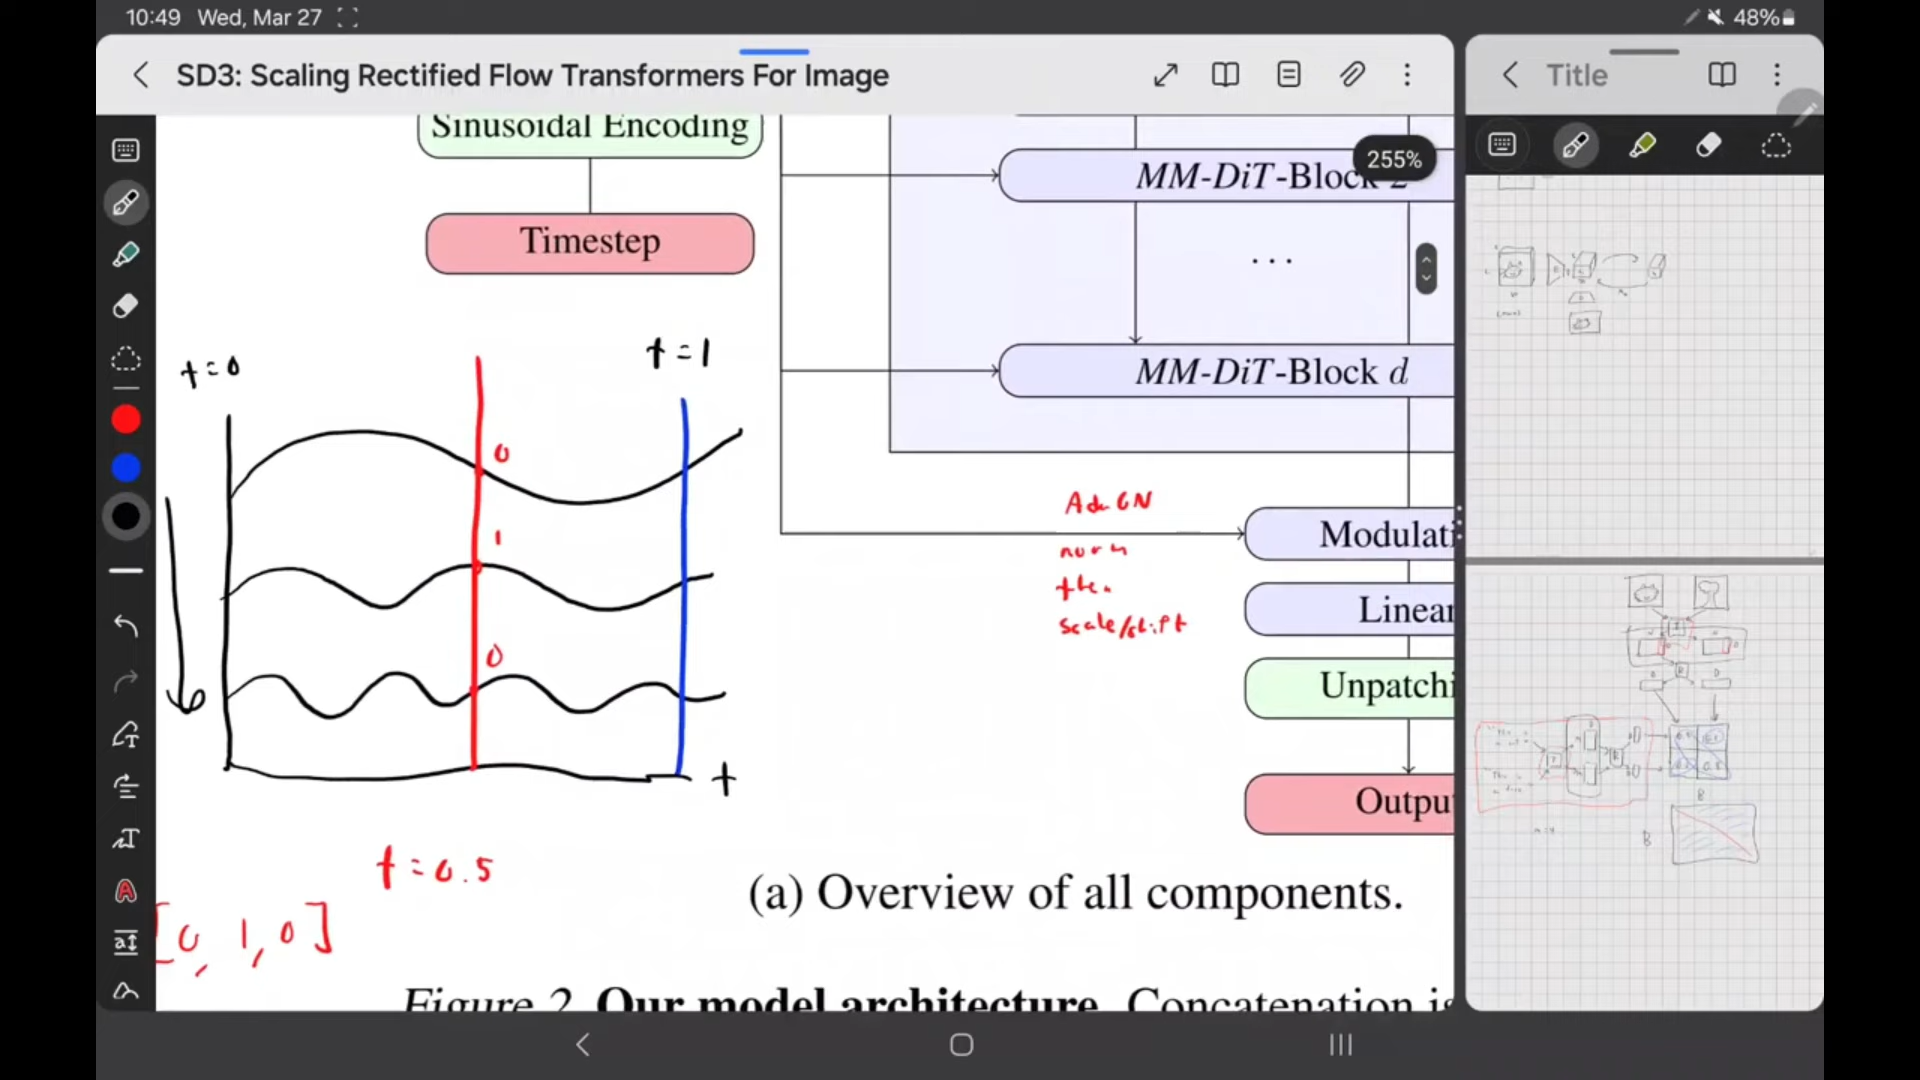 10:49 Wed, Mar 27
48%
SD3: Scaling Rectified Flow Transformers For Image
Title
Sinusoidal Encoding
Timestep
MM-DiT-Block 2
255%
...
MM-DiT-Block d
t=0
t=1
0
1
0
t
t=0.5
[0, 1, 0]
norm
scale/shift
Modulati
Linear
Unpatchi
Output
(a) Overview of all components.
Figure 2. Our model architecture. Concatenation is
B
B